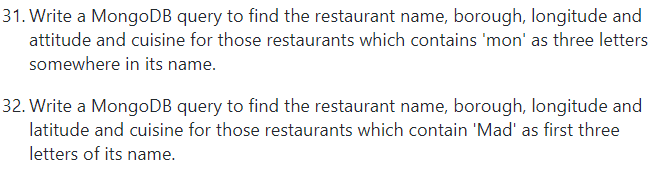 31. Write a MongoDB query to find the restaurant name, borough, longitude and
attitude and cuisine for those restaurants which contains 'mon' as three letters
somewhere in its name.
32. Write a MongoDB query to find the restaurant name, borough, longitude and
latitude and cuisine for those restaurants which contain 'Mad' as first three
letters of its name.